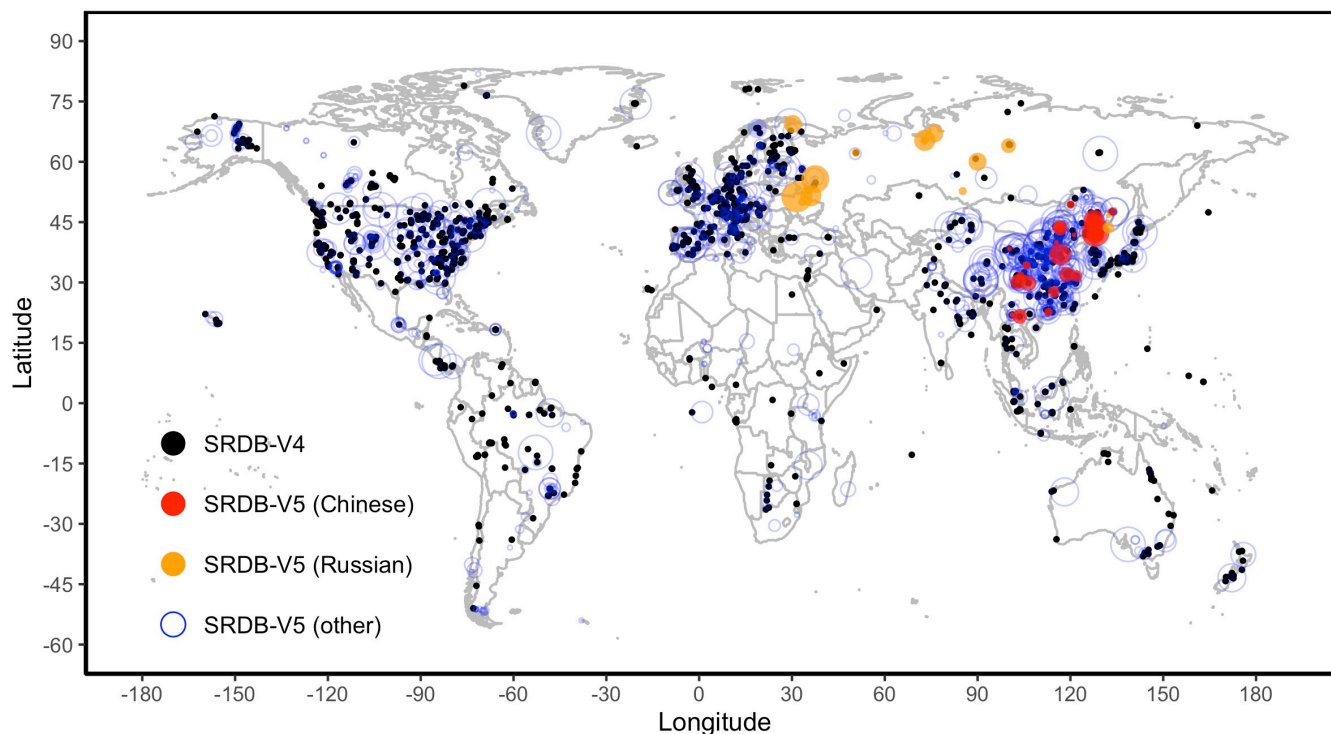 90
75
60
45
30
15
0
-15
-30
-45
-60
Latitude
SRDB-V4
SRDB-V5 (Chinese)
SRDB-V5 (Russian)
SRDB-V5 (other)
-180 -150 -120 -90 -60 -30 0 30 60 90 120 150 180
Longitude